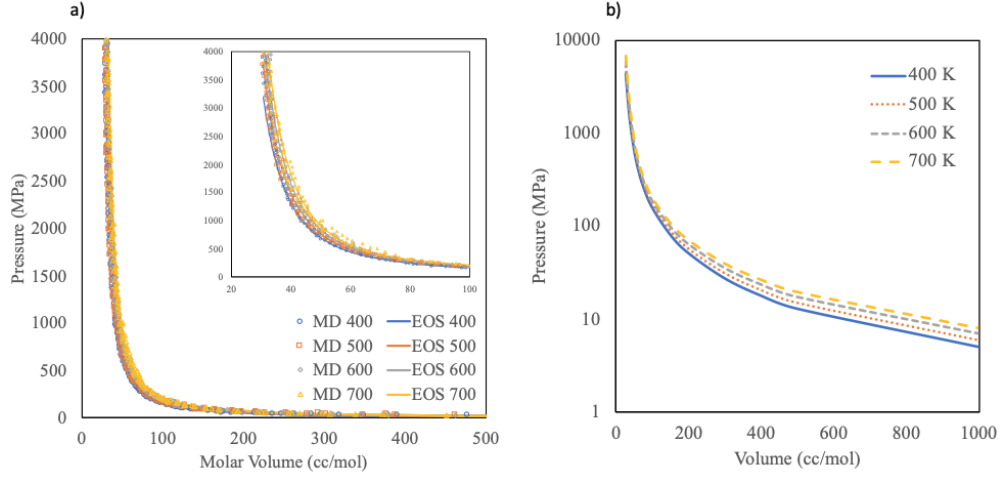 a)
4000
3500
3000
2500
2000
1500
1000
500
0
Pressure (MPa)
0
100
200
300
400
500
Molar Volume (cc/mol)
4000
3500
3000
2500
2000
1500
1000
500
0
20
40
60
80
100
MD 400
EOS 400
MD 500
EOS 500
MD 600
EOS 600
MD 700
EOS 700
b)
10000
1000
100
10
1
Pressure (MPa)
0
200
400
600
800
1000
Volume (cc/mol)
400 K
500 K
600 K
700 K